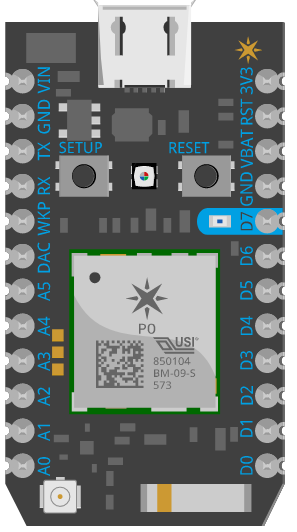 VIN
GND
TX
RX
WKP
DAC
A5
A4
A3
A2
A1
A0
SETUP
RESET
P0
USI
850104
BM-09-S
573
3V3
RST
VBAT
GND
D7
D6
D5
D4
D3
D2
D1
D0